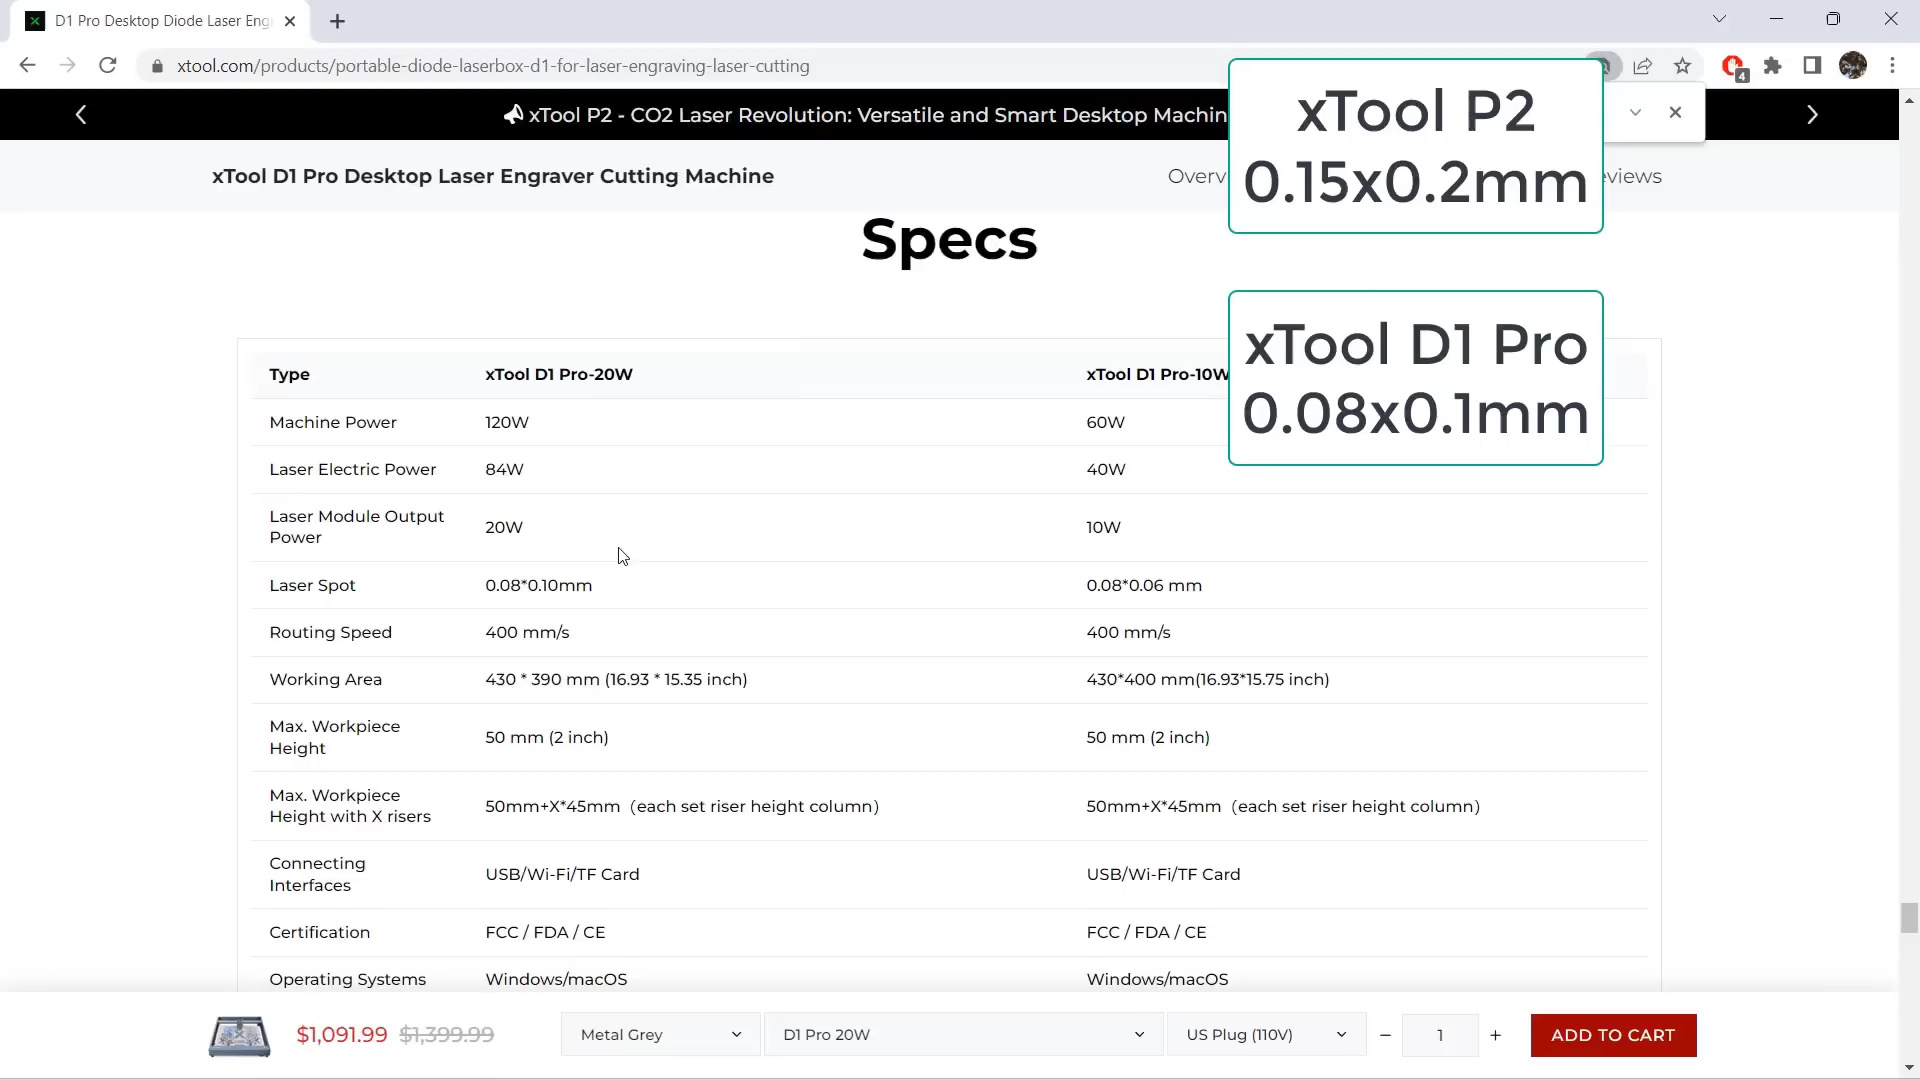 D1 Pro Desktop Diode Laser Eng
xtool.com/products/portable-diode-laserbox-d1-for-laser-engraving-laser-cutting
4
xTool P2 - CO2 Laser Revolution: Versatile and Smart Desktop Machin
xTool P2
0.15x0.2mm
xTool D1 Pro Desktop Laser Engraver Cutting Machine
Overv
eviews
Specs
xTool D1 Pro
0.08x0.1mm
Type xTool D1 Pro-20W xTool D1 Pro-10W
Machine Power 120W 60W
Laser Electric Power 84W 40W
Laser Module Output
Power 20W 10W
Laser Spot 0.08*0.10mm 0.08*0.06 mm
Routing Speed 400 mm/s 400 mm/s
Working Area 430 * 390 mm (16.93 * 15.35 inch) 430*400 mm(16.93*15.75 inch)
Max. Workpiece
Height 50 mm (2 inch) 50 mm (2 inch)
Max. Workpiece
Height with X risers 50mm+X*45mm（each set riser height column） 50mm+X*45mm（each set riser height column）
Connecting
Interfaces USB/Wi-Fi/TF Card USB/Wi-Fi/TF Card
Certification FCC / FDA / CE FCC / FDA / CE
Operating Systems Windows/macOS Windows/macOS
$1,091.99 $1,399.99 Metal Grey D1 Pro 20W US Plug (110V) − 1 + ADD TO CART